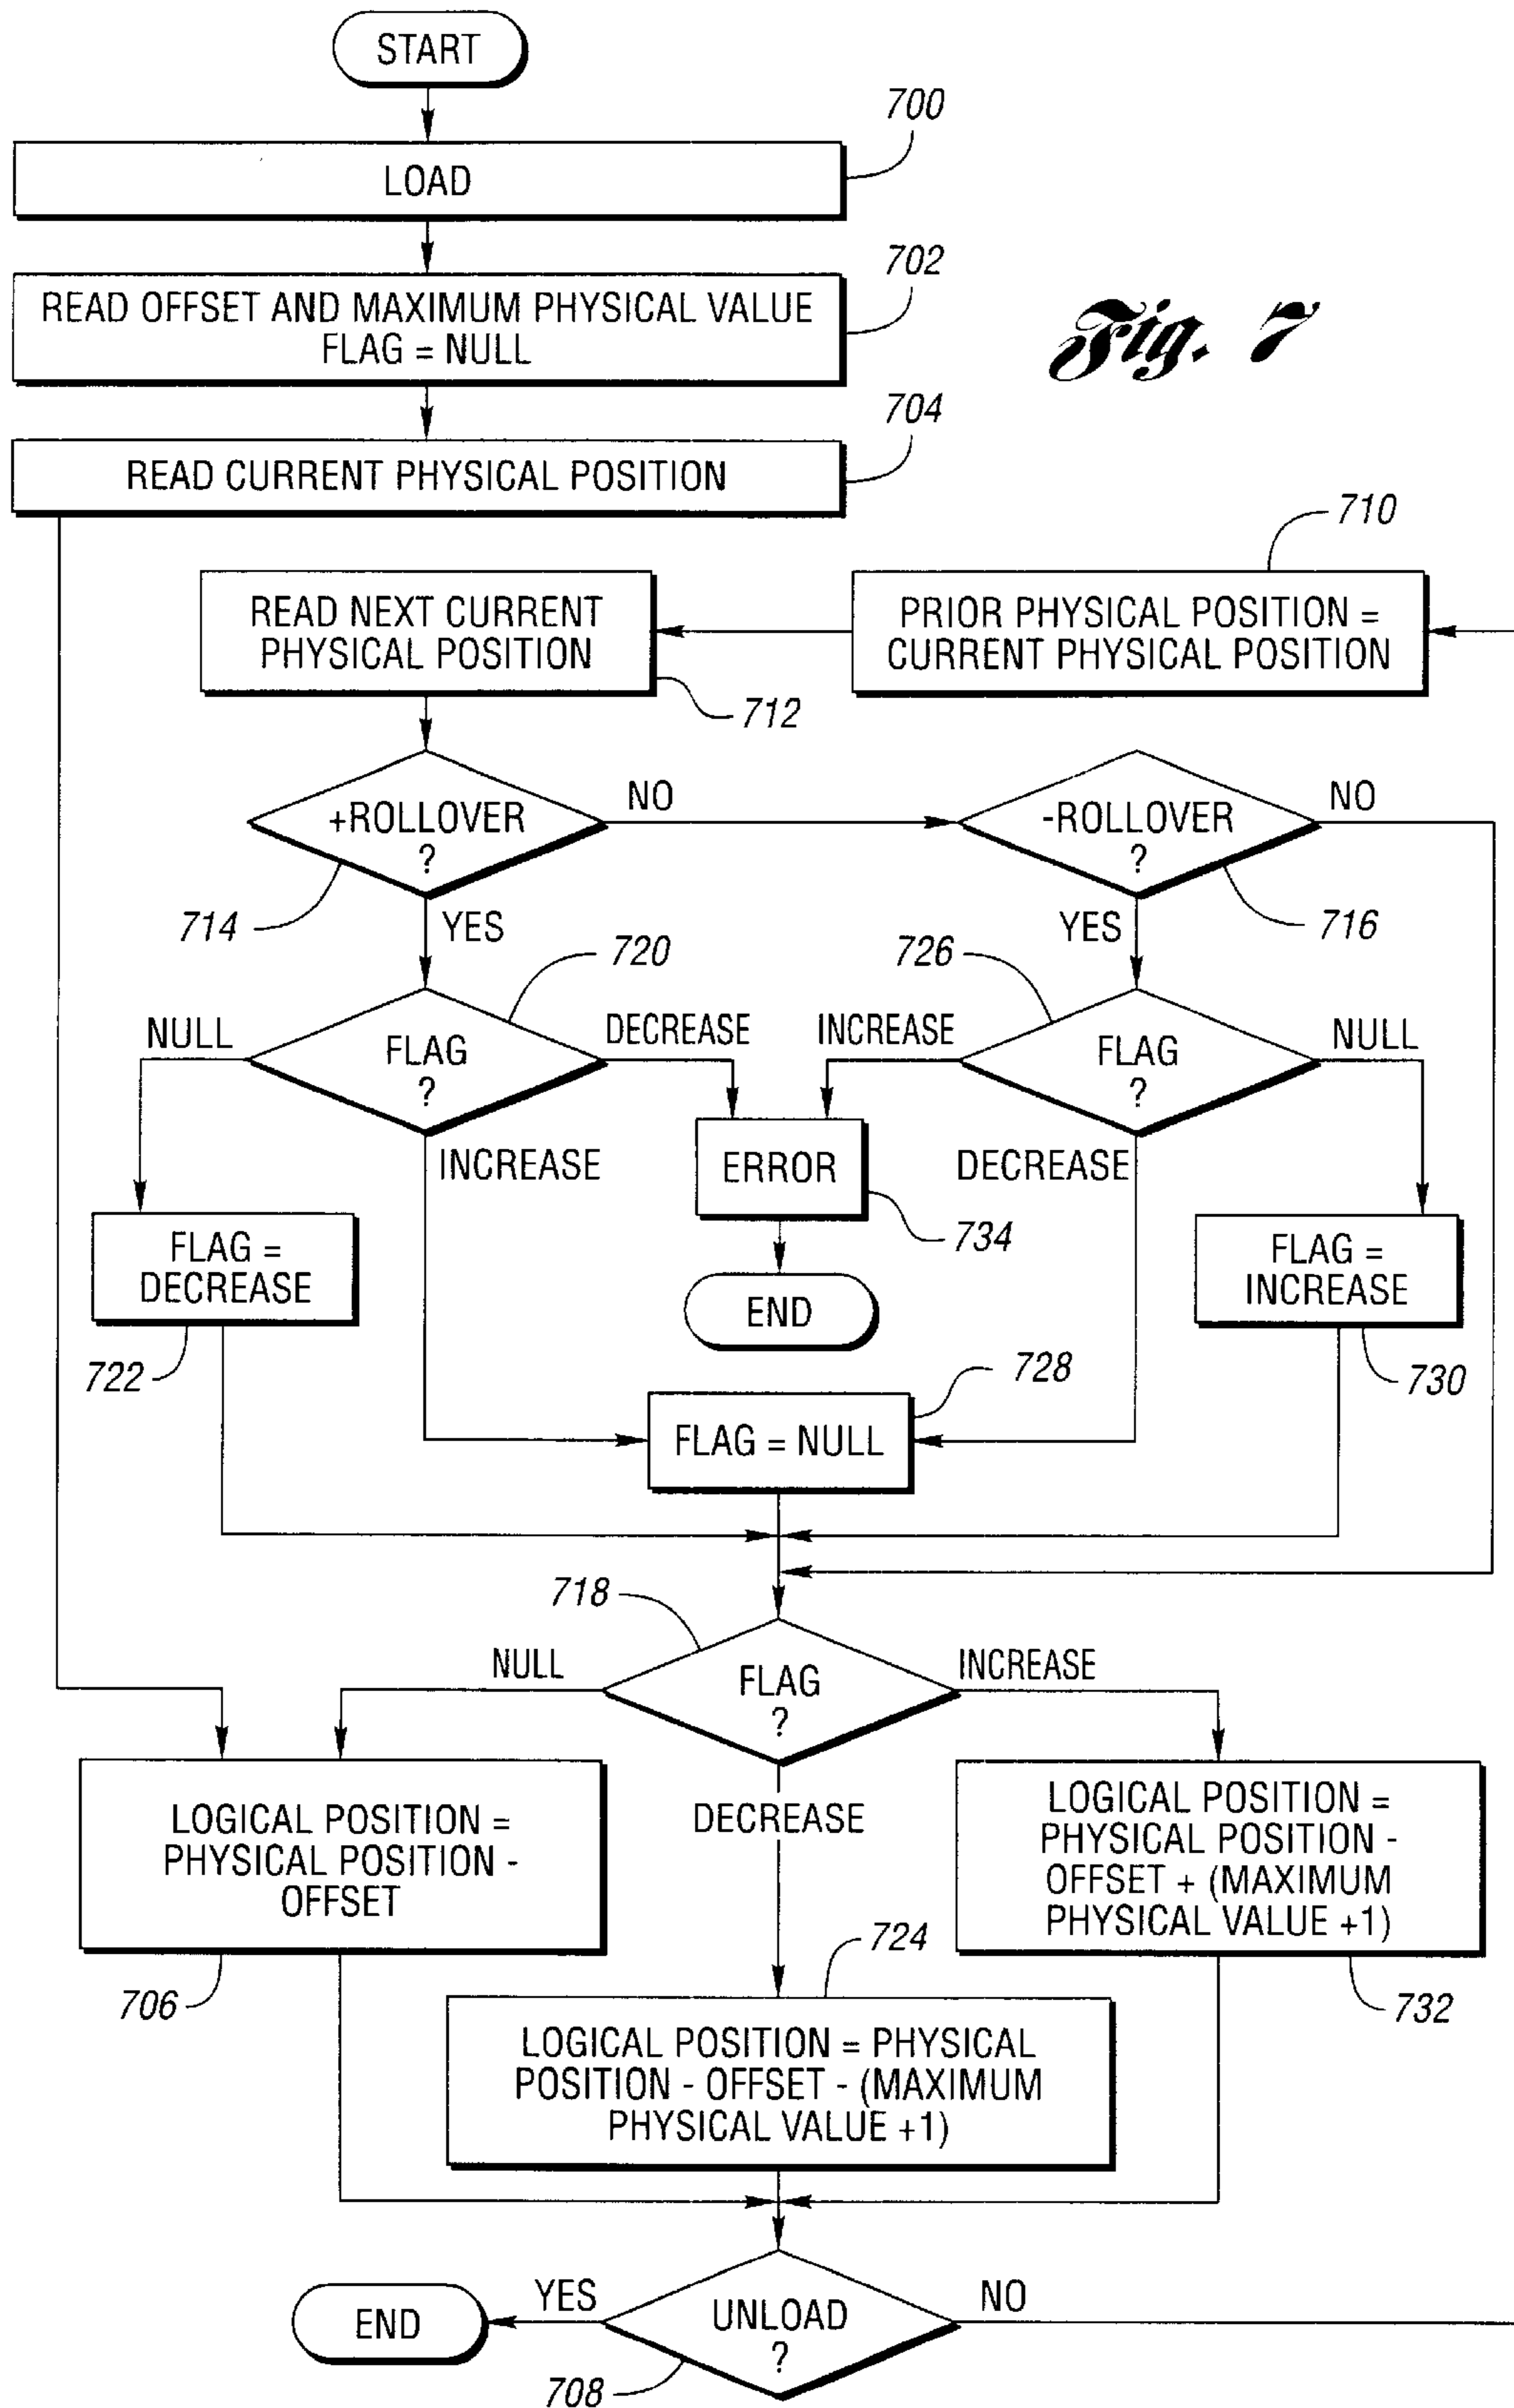 START
700
LOAD
702
READ OFFSET AND MAXIMUM PHYSICAL VALUE
FLAG = NULL
Fig. 7
704
READ CURRENT PHYSICAL POSITION
710
READ NEXT CURRENT
PHYSICAL POSITION
PRIOR PHYSICAL POSITION =
CURRENT PHYSICAL POSITION
712
+ROLLOVER
?
NO
-ROLLOVER
?
NO
714
YES
YES
716
720
726
NULL
FLAG
?
DECREASE
INCREASE
FLAG
?
NULL
INCREASE
ERROR
DECREASE
734
FLAG =
DECREASE
END
FLAG =
INCREASE
722
728
730
FLAG = NULL
718
NULL
FLAG
?
INCREASE
LOGICAL POSITION =
PHYSICAL POSITION -
OFFSET
DECREASE
LOGICAL POSITION =
PHYSICAL POSITION -
OFFSET + (MAXIMUM
PHYSICAL VALUE +1)
706
724
732
LOGICAL POSITION = PHYSICAL
POSITION - OFFSET - (MAXIMUM
PHYSICAL VALUE +1)
END
YES
UNLOAD
?
NO
708